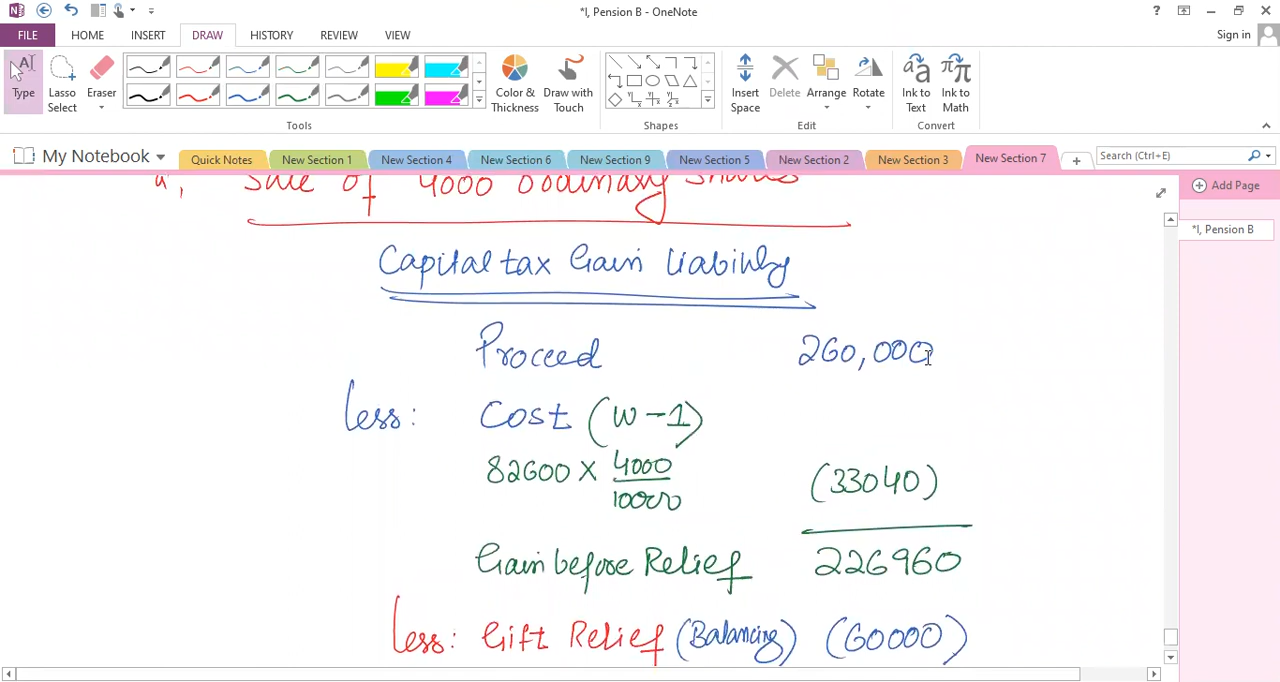 *I, Pension B - OneNote
?
Sign in
FILE HOME INSERT DRAW HISTORY REVIEW VIEW
Type
Lasso Select
Eraser
Color & Thickness
Draw with Touch
Insert Space
Delete
Arrange
Rotate
Ink to Text
Ink to Math
Tools
Shapes
Edit
Convert
My Notebook
Quick Notes New Section 1 New Section 4 New Section 6 New Section 9 New Section 5 New Section 2 New Section 3 New Section 7
Search (Ctrl+E)
Add Page
*I, Pension B
a, Sale of 4000 ordinary shares
Capital tax Gain Liability
Proceed 260,000
Less: Cost (W-1)
82600 X 4000
10000
(33040)
Gain before Relief 226960
Less: Gift Relief (Balancing) (60000)